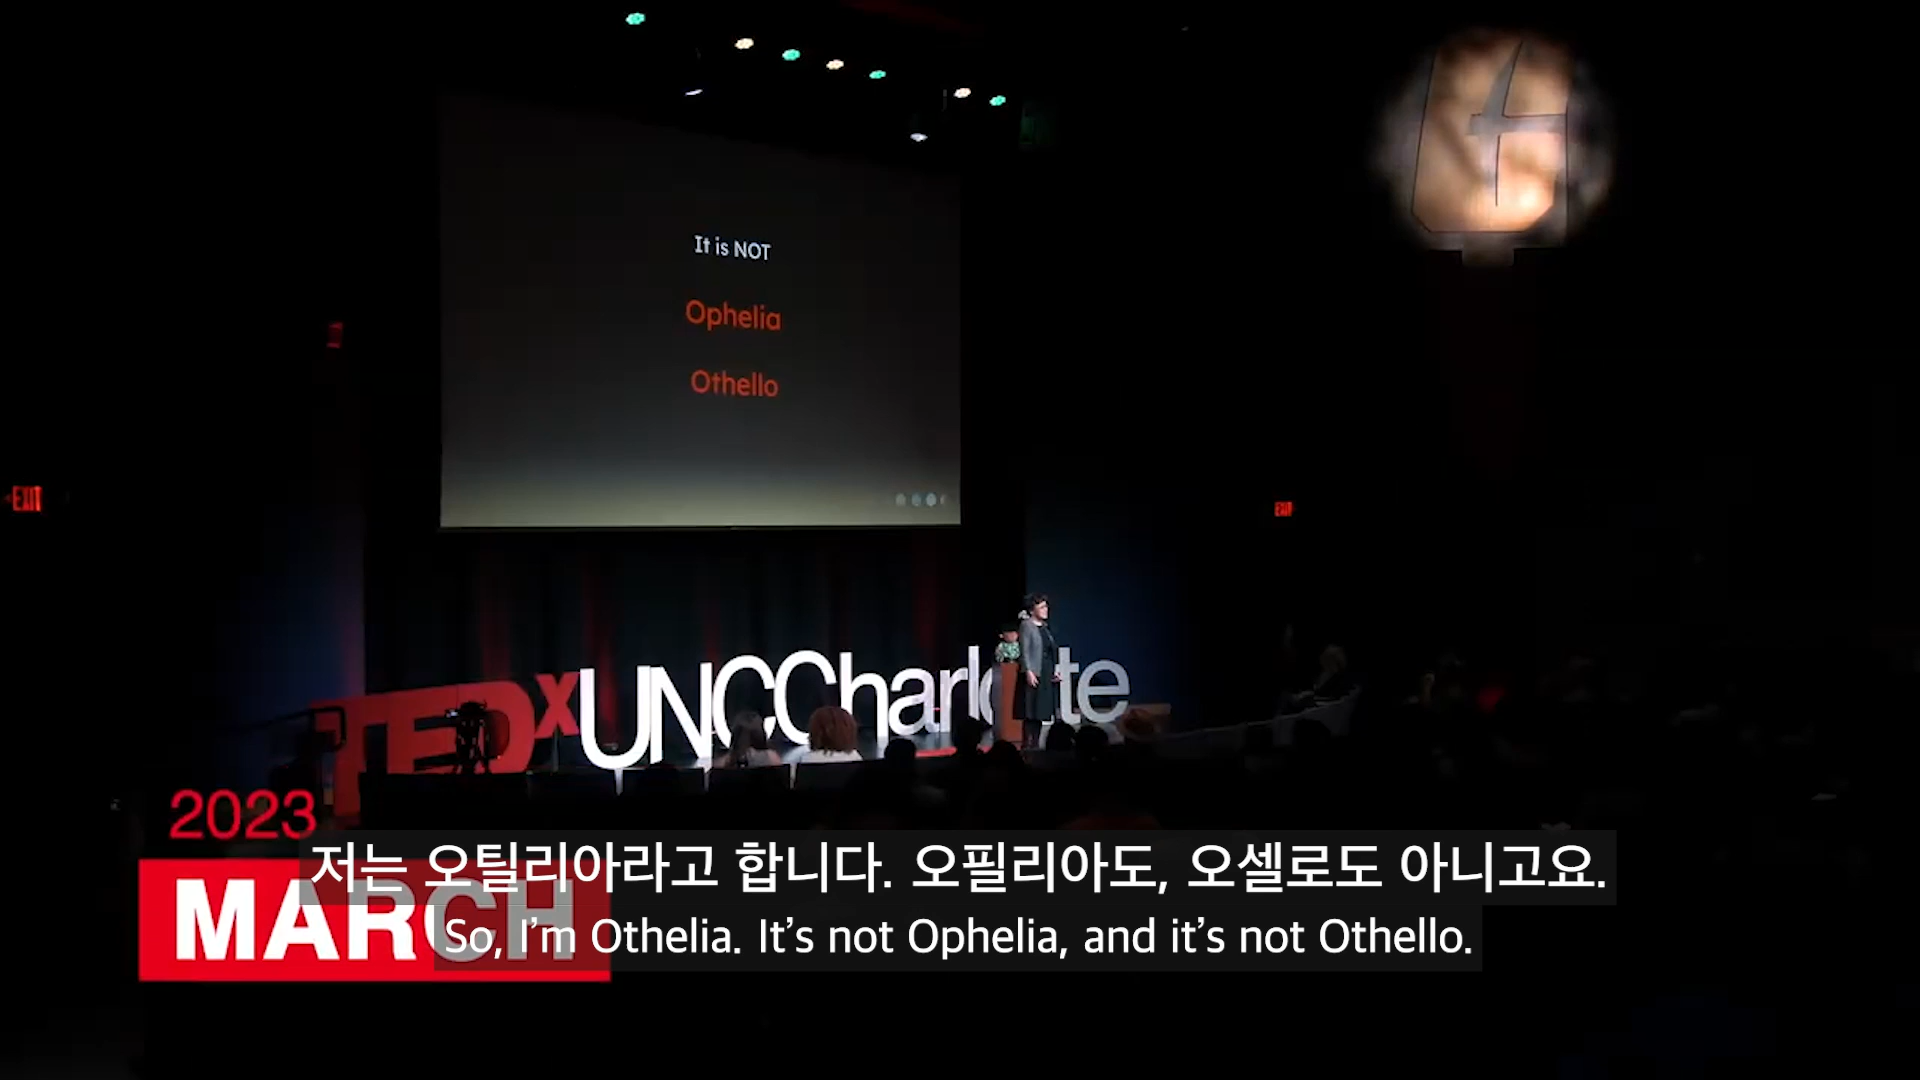 It is NOT
Ophelia
Othello
EXIT
EXIT
TEDxUNCCharlotte
2023
MARCH
저는 오틸리아라고 합니다. 오필리아도, 오셀로도 아니고요.
So, I’m Othelia. It’s not Ophelia, and it’s not Othello.